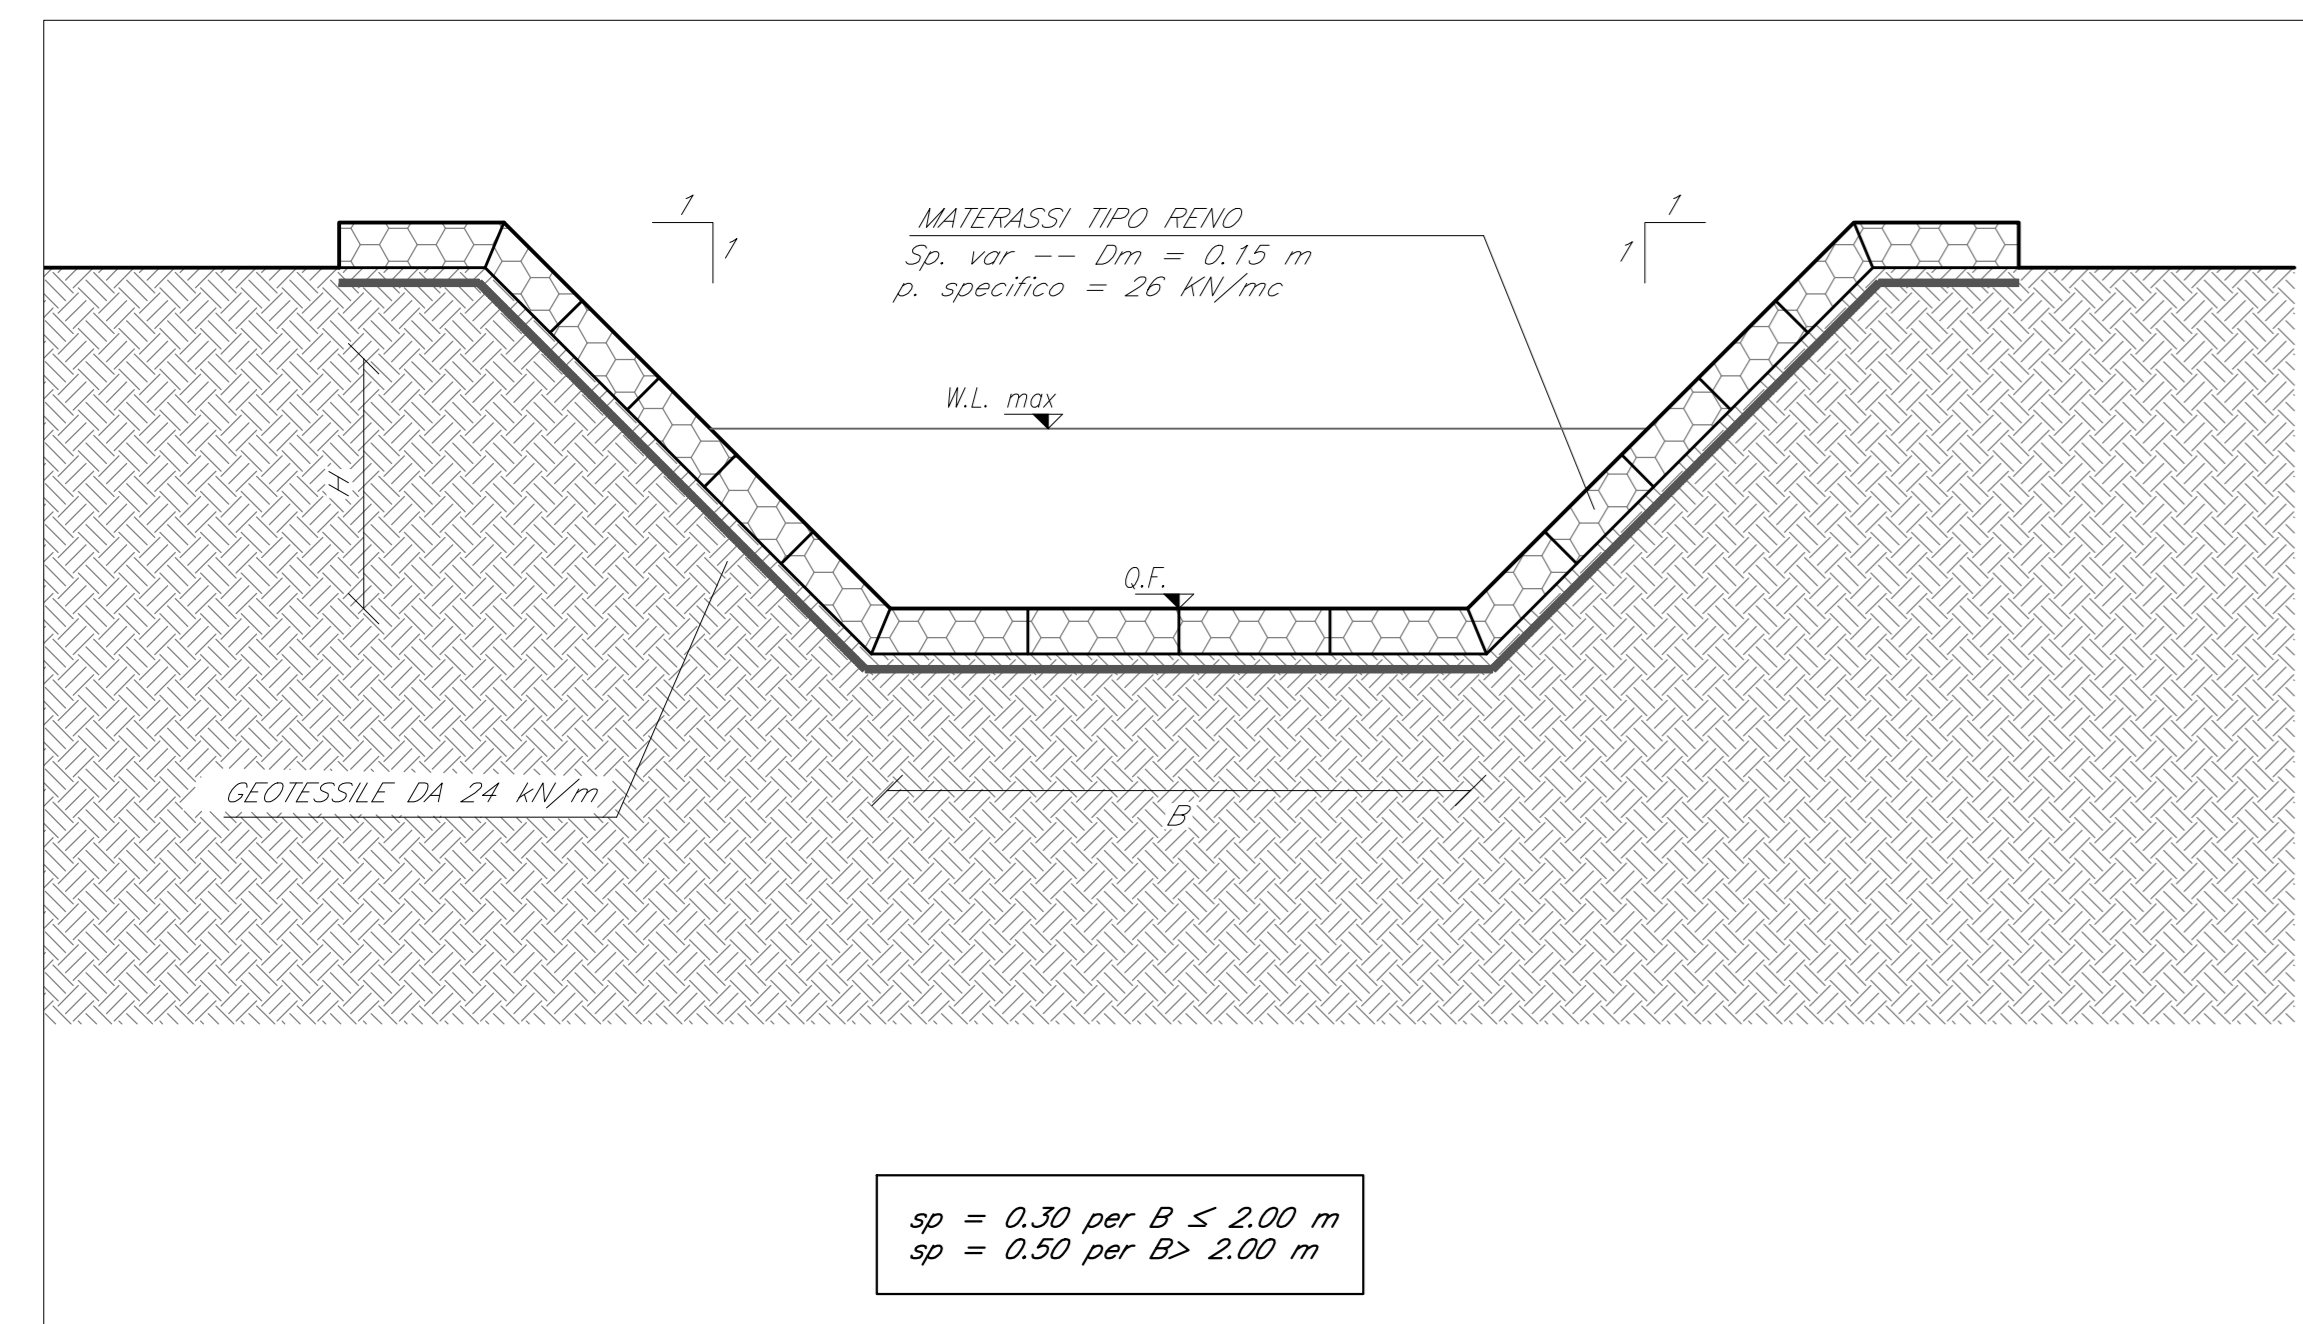 1
1
MATERASSI TIPO RENO
Sp. var -- Dm = 0.15 m
p. specifico = 26 KN/mc
1
1
W.L. max
H
Q.F.
GEOTESSILE DA 24 kN/m
B
sp = 0.30 per B ≤ 2.00 m
sp = 0.50 per B> 2.00 m